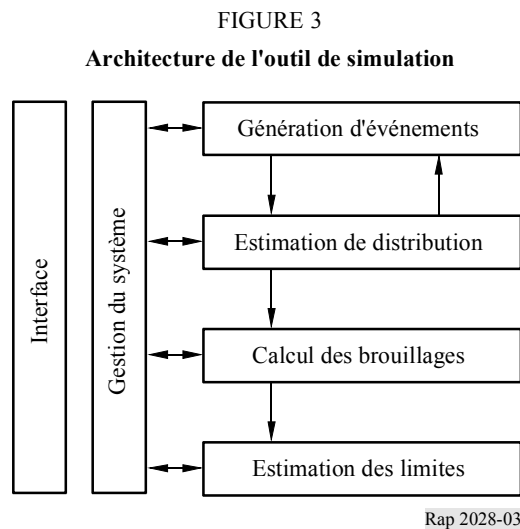 FIGURE 3
Architecture de l'outil de simulation
Interface
Gestion du système
Génération d'événements
Estimation de distribution
Calcul des brouillages
Estimation des limites
Rap 2028-03